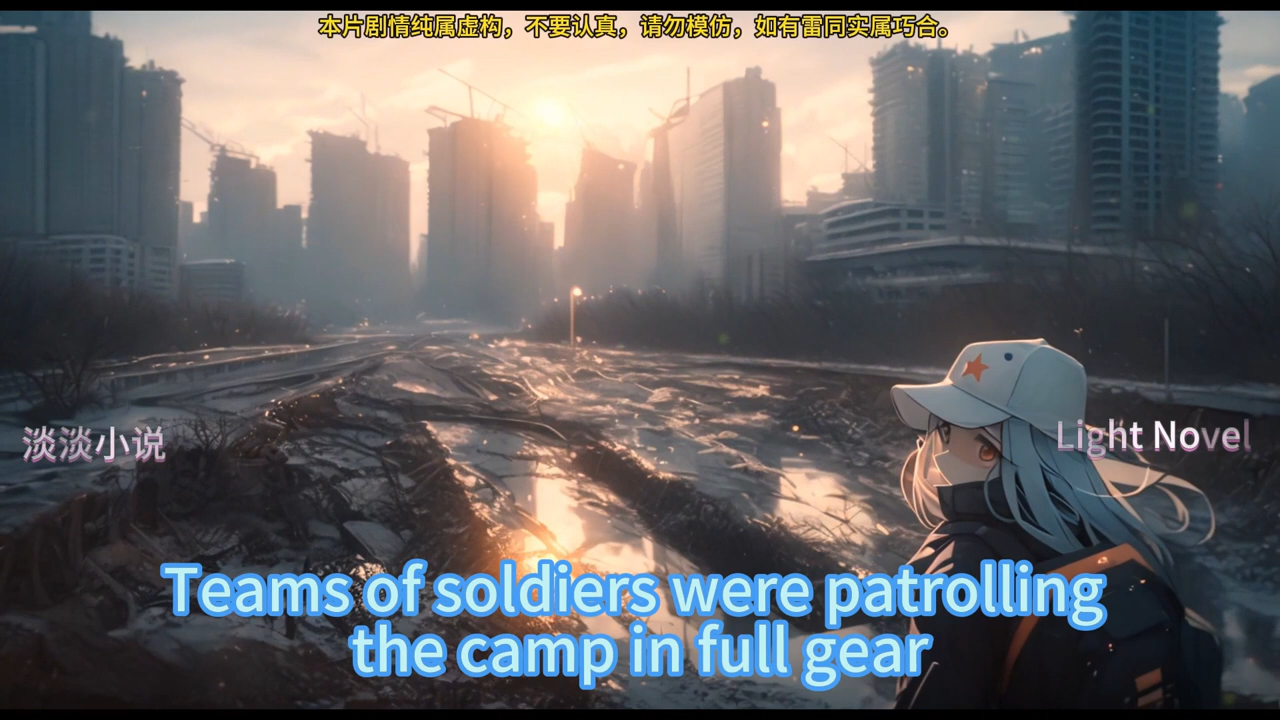 本片剧情纯属虚构，不要认真，请勿模仿，如有雷同实属巧合。
淡淡小说
Light Novel
Teams of soldiers were patrolling
the camp in full gear